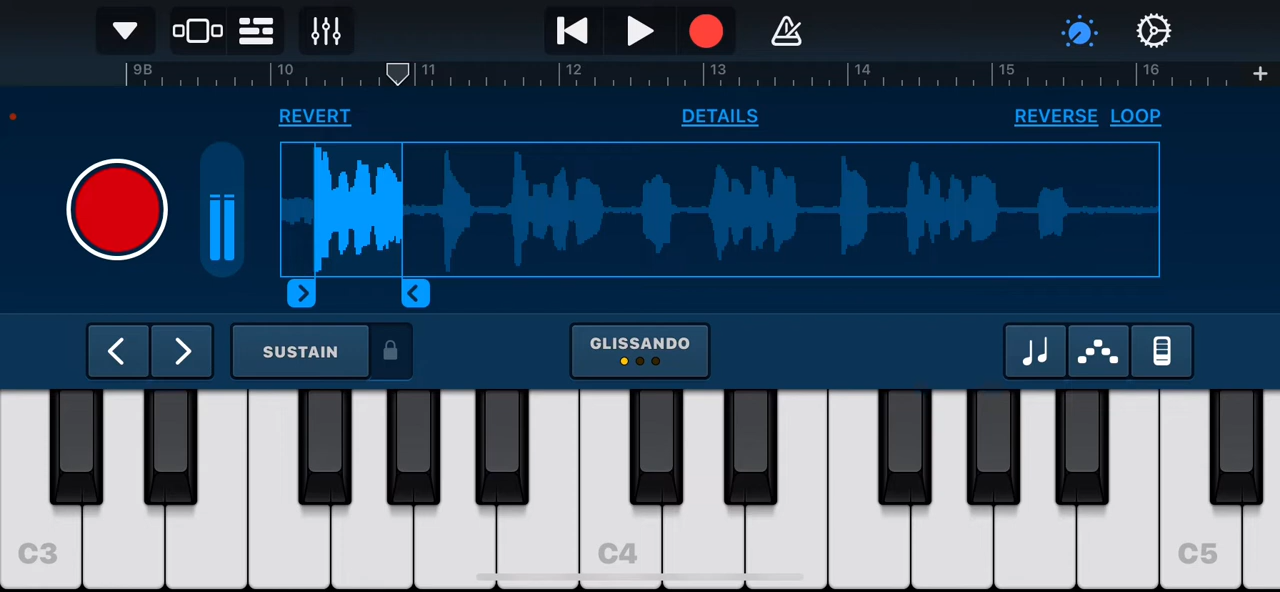 9B 10 11 12 13 14 15 16 +
REVERT DETAILS REVERSE LOOP
SUSTAIN GLISSANDO
C3 C4 C5